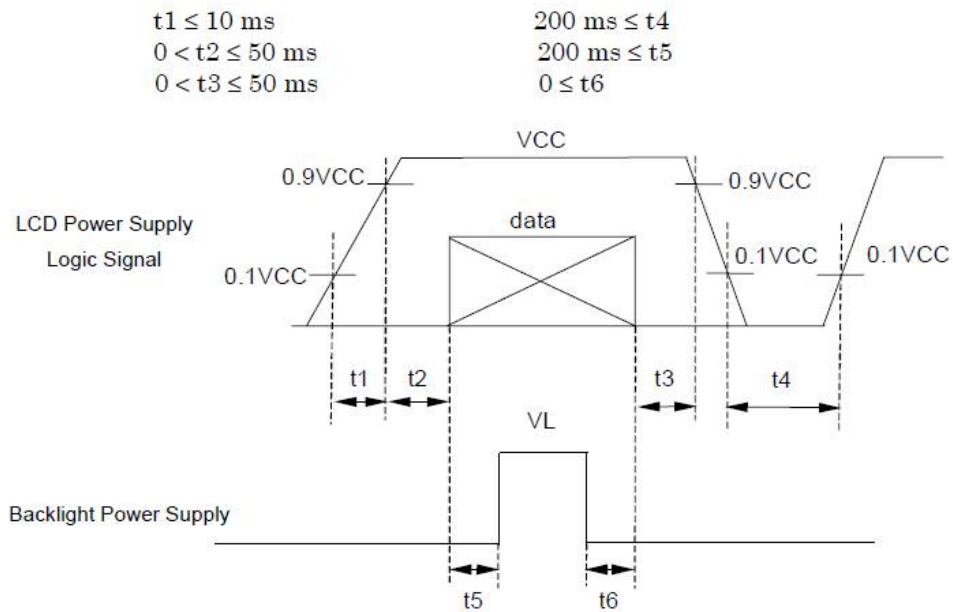 t1 ≤ 10 ms
200 ms ≤ t4
0 < t2 ≤ 50 ms
200 ms ≤ t5
0 < t3 ≤ 50 ms
0 ≤ t6
VCC
0.9VCC
0.9VCC
LCD Power Supply
Logic Signal
data
0.1VCC
0.1VCC
0.1VCC
t1
t2
t3
t4
VL
Backlight Power Supply
t5
t6